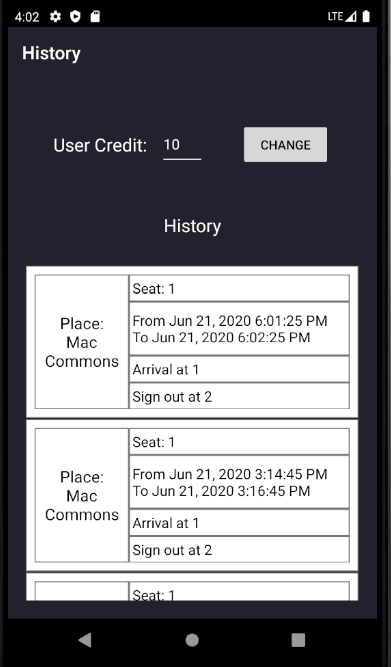 4:02
LTE
History
User Credit: 10 CHANGE
History
Place:
Mac
Commons
Seat: 1
From Jun 21, 2020 6:01:25 PM
To Jun 21, 2020 6:02:25 PM
Arrival at 1
Sign out at 2
Place:
Mac
Commons
Seat: 1
From Jun 21, 2020 3:14:45 PM
To Jun 21, 2020 3:16:45 PM
Arrival at 1
Sign out at 2
Seat: 1